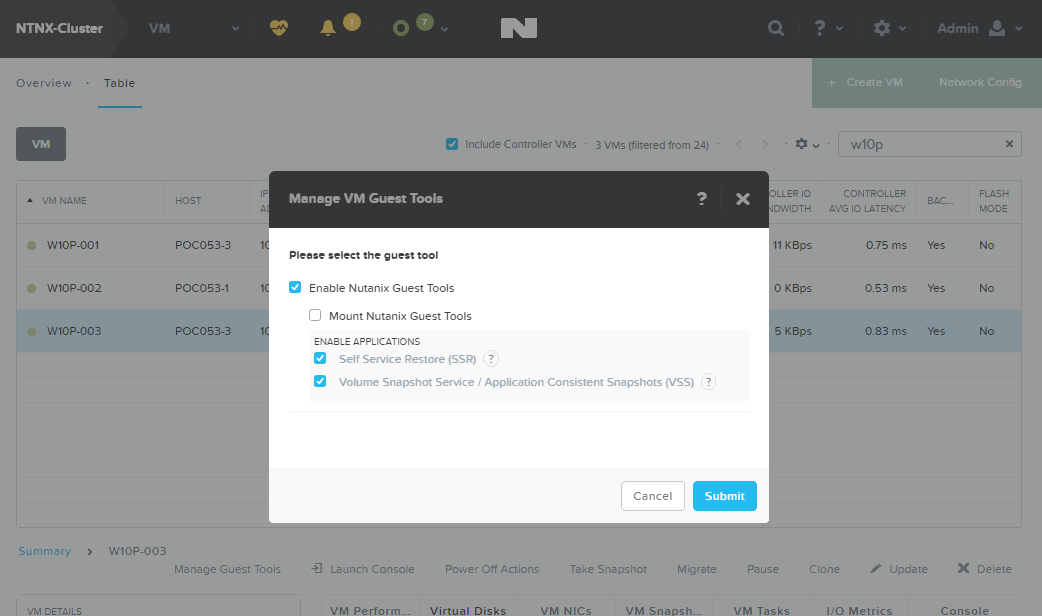 NTNX-Cluster VM ! 7 N ? Admin
Overview · Table + Create VM Network Config
VM Include Controller VMs · 3 VMs (filtered from 24) · < > · · w10p ×
VM NAME HOST IP OLLER IO CONTROLLER BAC... FLASH
AD NDWIDTH AVG IO LATENCY MODE
Manage VM Guest Tools ? ×
W10P-001 POC053-3 10 11 KBps 0.75 ms Yes No
Please select the guest tool
W10P-002 POC053-1 10 0 KBps 0.53 ms Yes No
Enable Nutanix Guest Tools
Mount Nutanix Guest Tools
W10P-003 POC053-3 10 5 KBps 0.83 ms Yes No
ENABLE APPLICATIONS
Self Service Restore (SSR) ?
Volume Snapshot Service / Application Consistent Snapshots (VSS) ?
Cancel Submit
Summary > W10P-003
Manage Guest Tools Launch Console Power Off Actions Take Snapshot Migrate Pause Clone Update Delete
VM DETAILS VM Perform... Virtual Disks VM NICs VM Snapsh... VM Tasks I/O Metrics Console